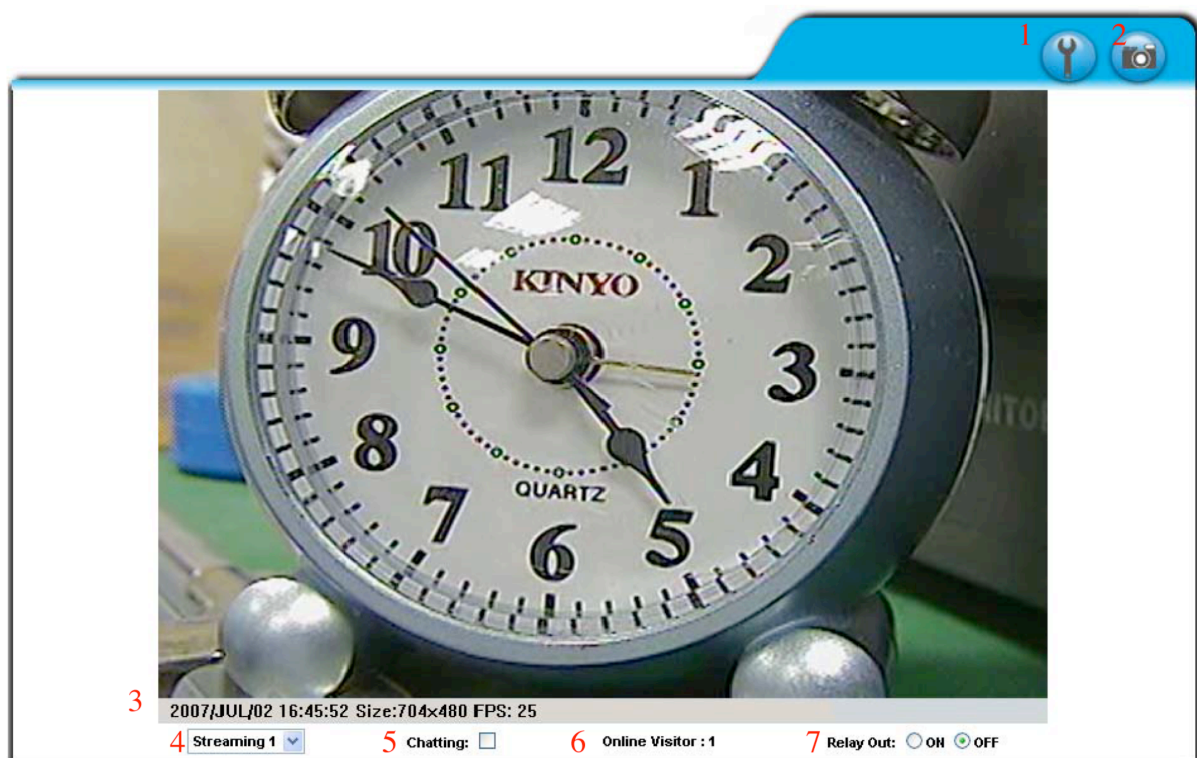 1 2
12
11 1
10 2
KINYO
9 3
8 4
QUARTZ
7 5
6
3 2007/JUL/02 16:45:52 Size:704x480 FPS: 25
4 Streaming 1 5 Chatting: 6 Online Visitor : 1 7 Relay Out: ON OFF